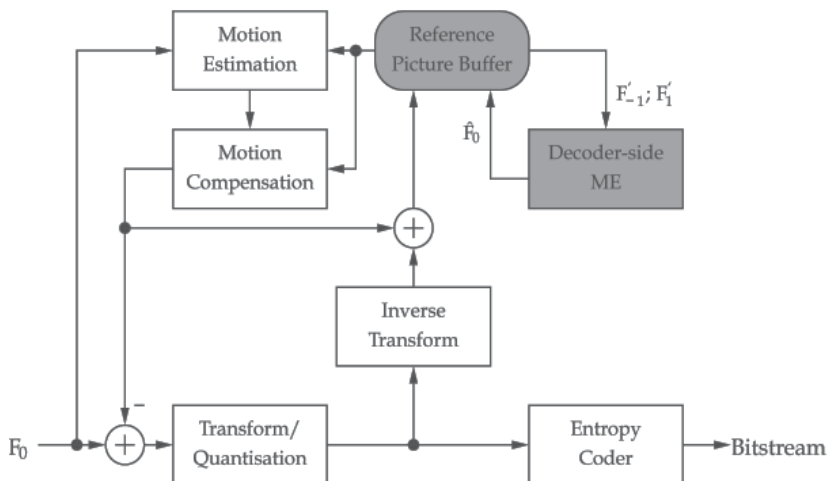 Motion
Estimation
Reference
Picture Buffer
F′₋₁; F′₁
F̂₀
Motion
Compensation
Decoder-side
ME
+
Inverse
Transform
−
F₀
+
Transform/
Quantisation
Entropy
Coder
Bitstream